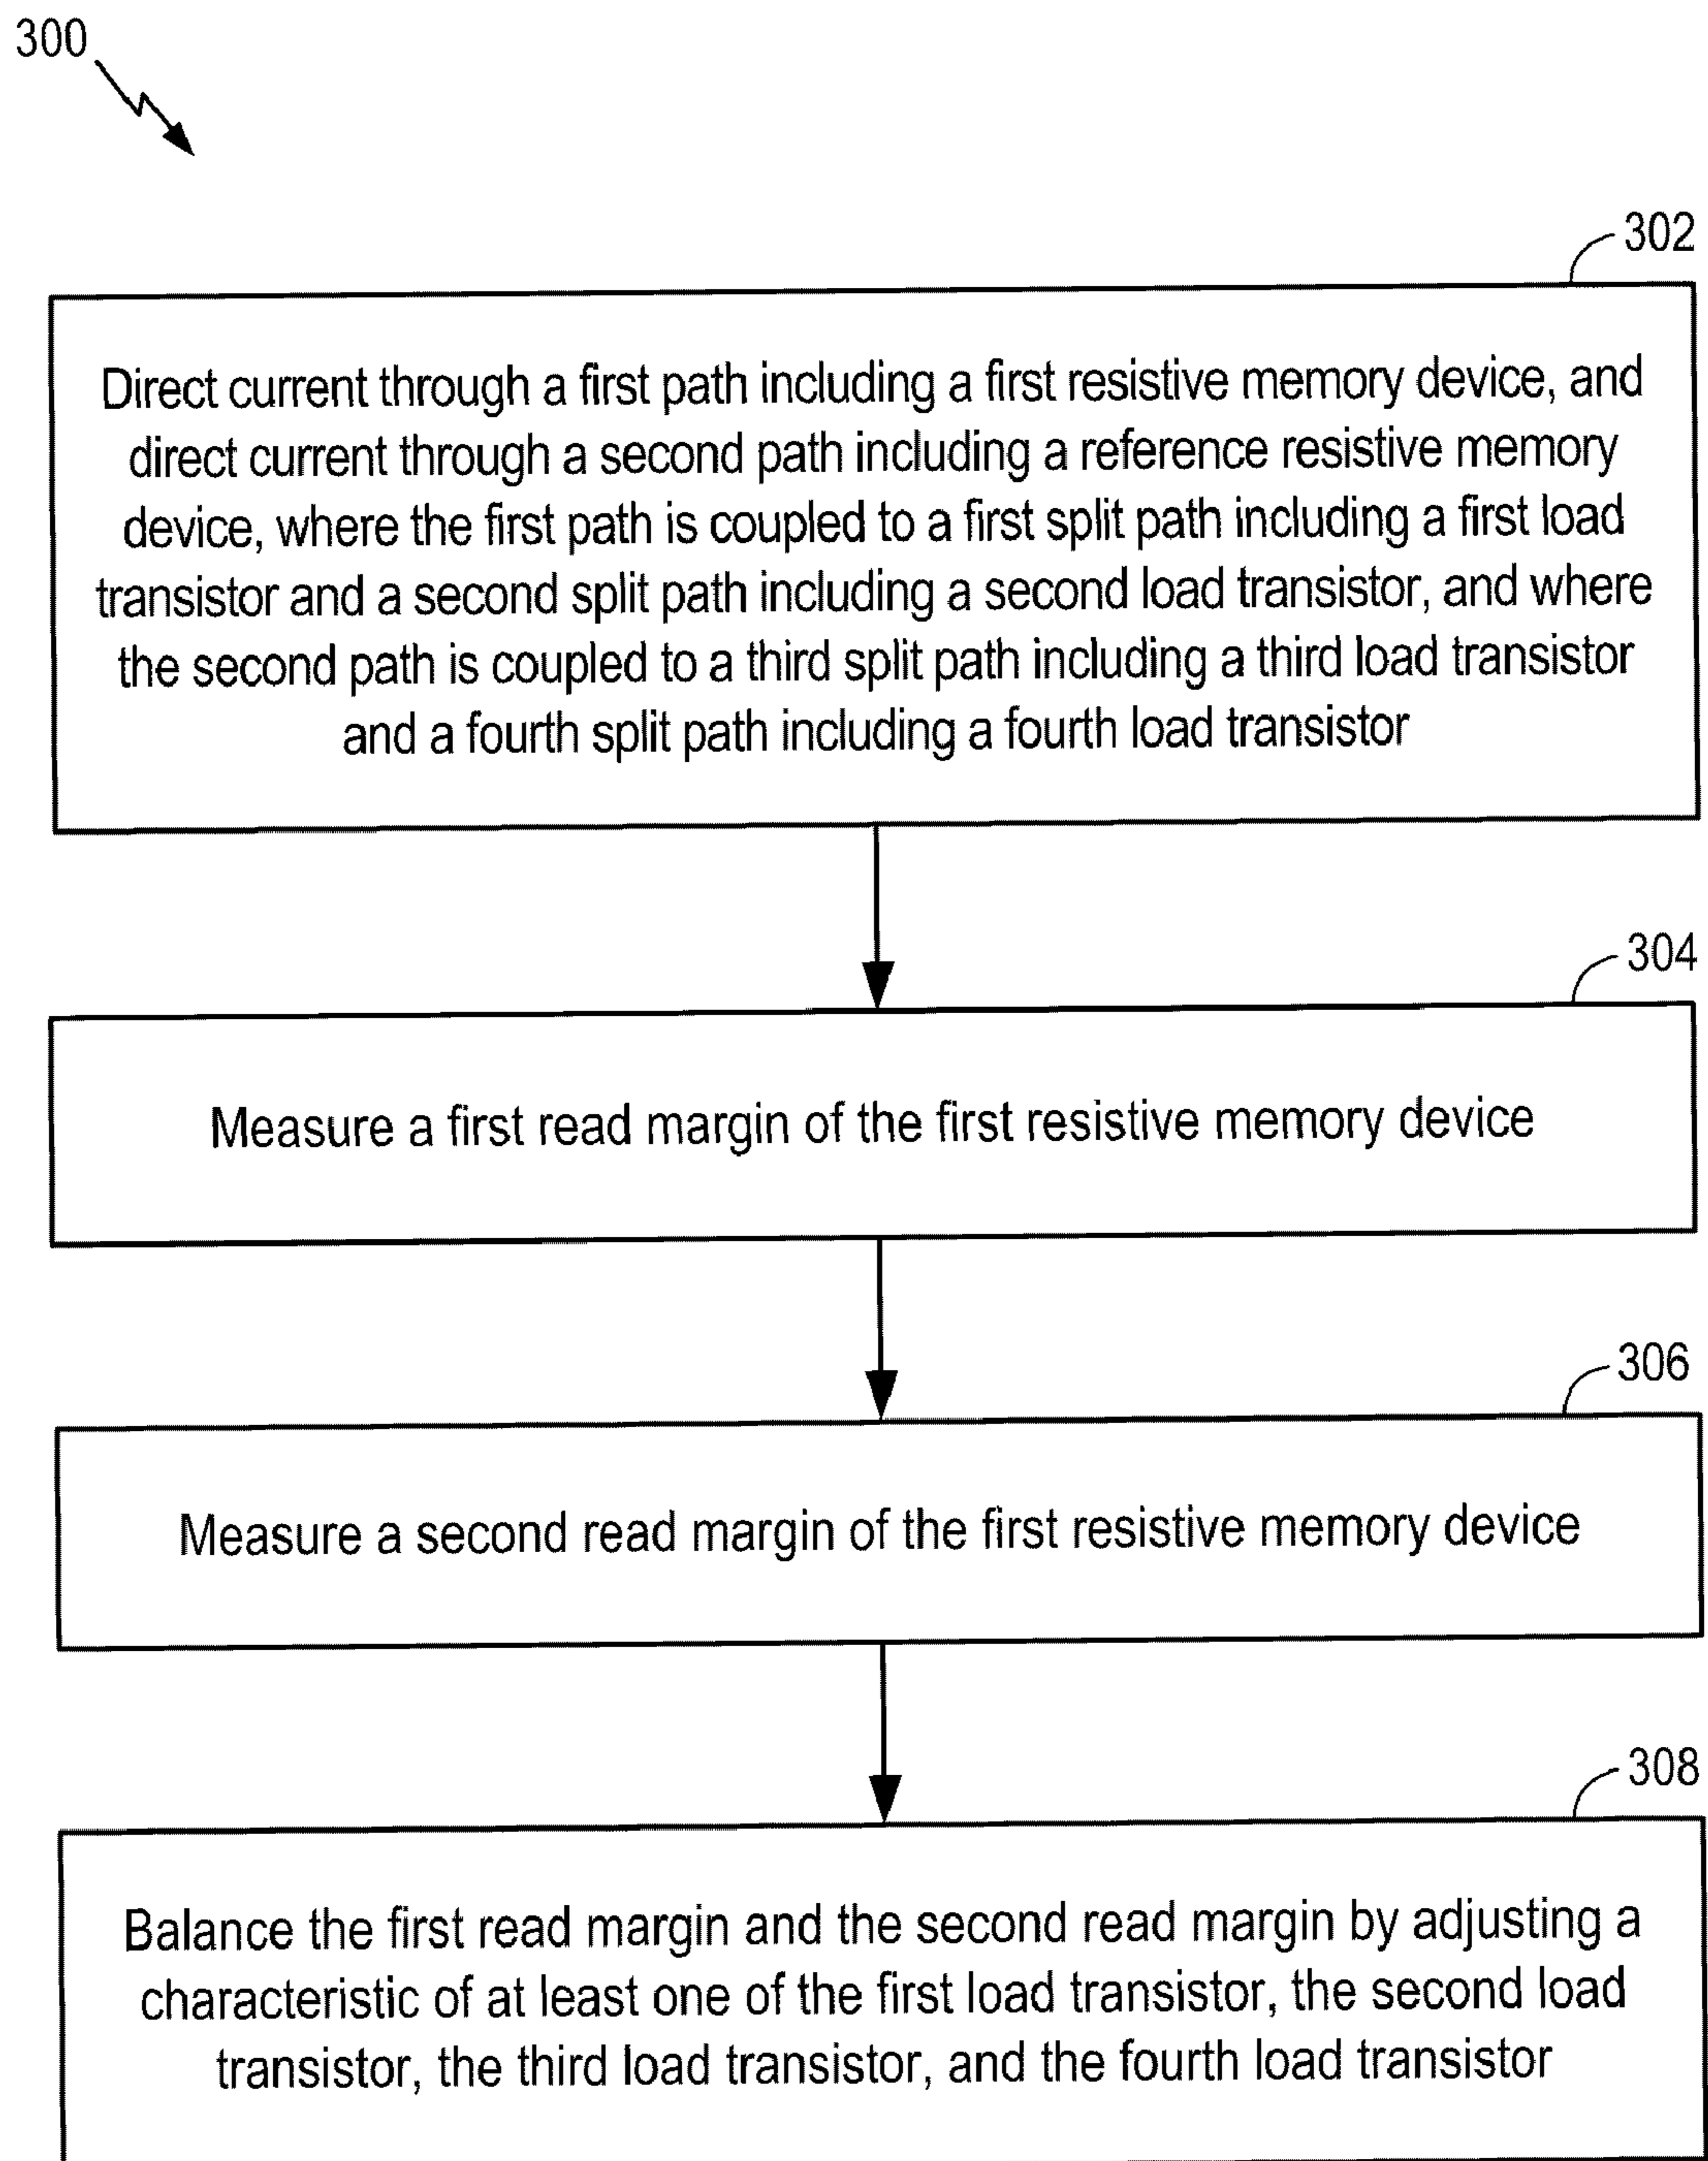 300
302
Direct current through a first path including a first resistive memory device, and
direct current through a second path including a reference resistive memory
device, where the first path is coupled to a first split path including a first load
transistor and a second split path including a second load transistor, and where
the second path is coupled to a third split path including a third load transistor
and a fourth split path including a fourth load transistor
304
Measure a first read margin of the first resistive memory device
306
Measure a second read margin of the first resistive memory device
308
Balance the first read margin and the second read margin by adjusting a
characteristic of at least one of the first load transistor, the second load
transistor, the third load transistor, and the fourth load transistor